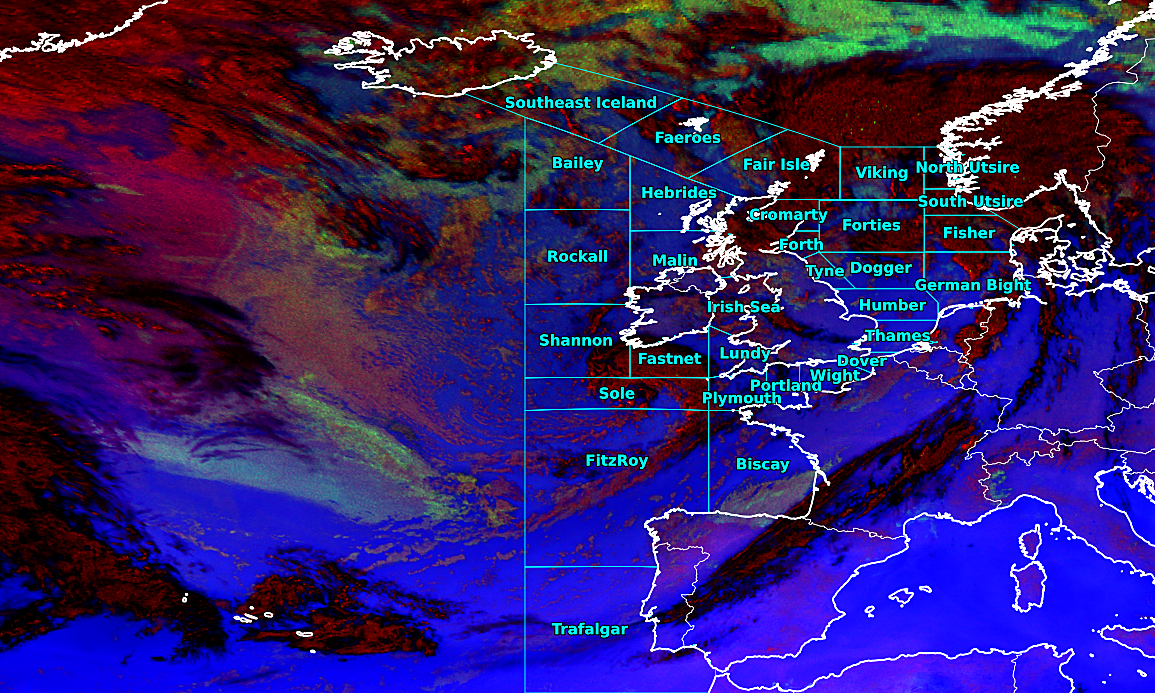 Southeast Iceland
Faeroes
Bailey
Fair Isle
Viking
North Utsire
Hebrides
South Utsire
Cromarty
Forties
Fisher
Forth
Rockall
Malin
Tyne
Dogger
German Bight
Irish Sea
Humber
Shannon
Thames
Fastnet
Lundy
Dover
Wight
Portland
Sole
Plymouth
FitzRoy
Biscay
Trafalgar